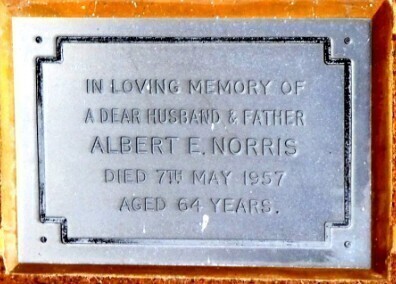 IN LOVING MEMORY OF
A DEAR HUSBAND & FATHER
ALBERT E. NORRIS
DIED 7TH MAY 1957
AGED 64 YEARS.